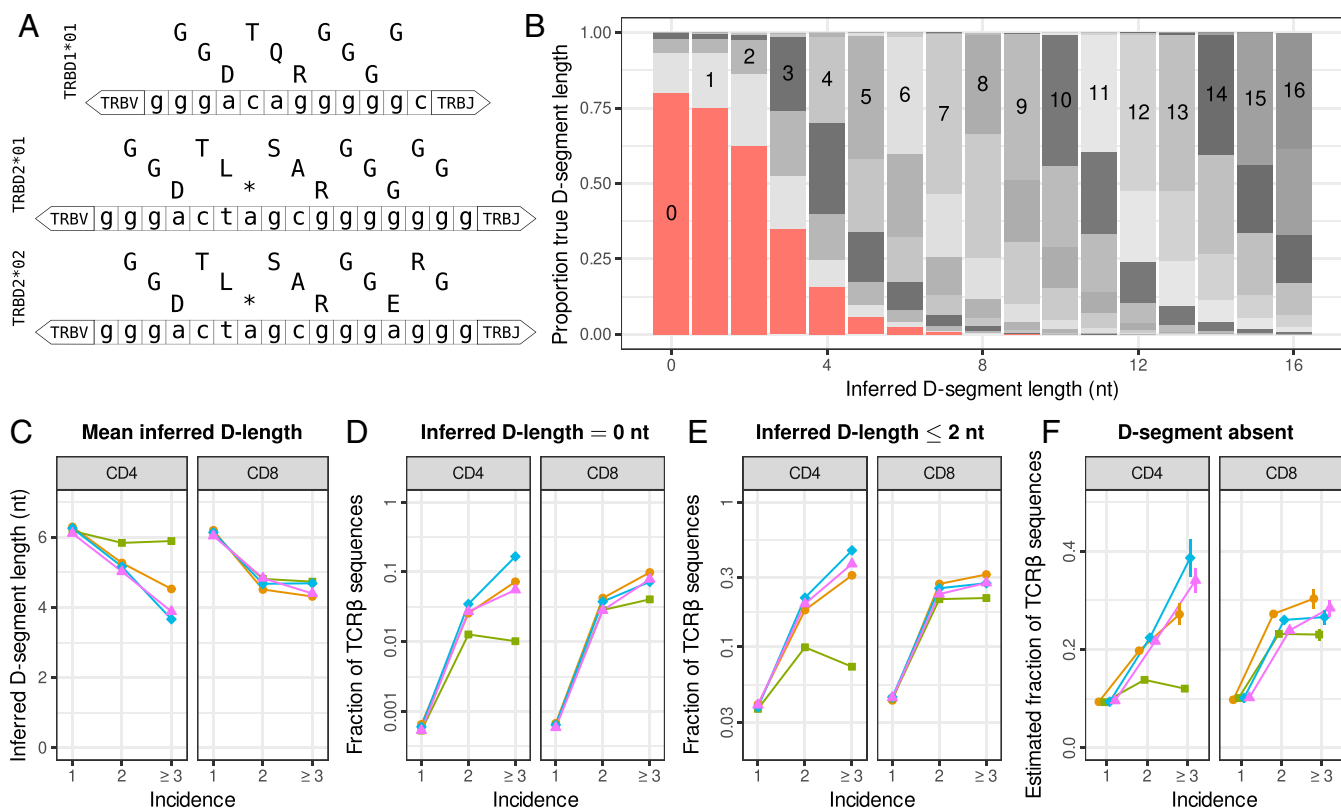 A
TRBD1*01
G T G G
G Q G
D R G
TRBV g g g a c a g g g g g c TRBJ
TRBD2*01
G T S G G
G L A G
D * R G
TRBV g g g a c t a g c g g g g g g g TRBJ
TRBD2*02
G T S G R
G L A G
D * R E
TRBV g g g a c t a g c g g g a g g g TRBJ
B
Proportion true D-segment length
1.00
0.75
0.50
0.25
0.00
0 1 2 3 4 5 6 7 8 9 10 11 12 13 14 15 16
0 4 8 12 16
Inferred D-segment length (nt)
C Mean inferred D-length
CD4 CD8
Inferred D-segment length (nt)
6
4
2
0
1 2 ≥3 1 2 ≥3
Incidence
D Inferred D-length = 0 nt
CD4 CD8
Fraction of TCRβ sequences
1
0.1
0.01
0.001
1 2 ≥3 1 2 ≥3
Incidence
E Inferred D-length ≤ 2 nt
CD4 CD8
Fraction of TCRβ sequences
1
0.3
0.1
0.03
1 2 ≥3 1 2 ≥3
Incidence
F D-segment absent
CD4 CD8
Estimated fraction of TCRβ sequences
0.4
0.2
0.0
1 2 ≥3 1 2 ≥3
Incidence